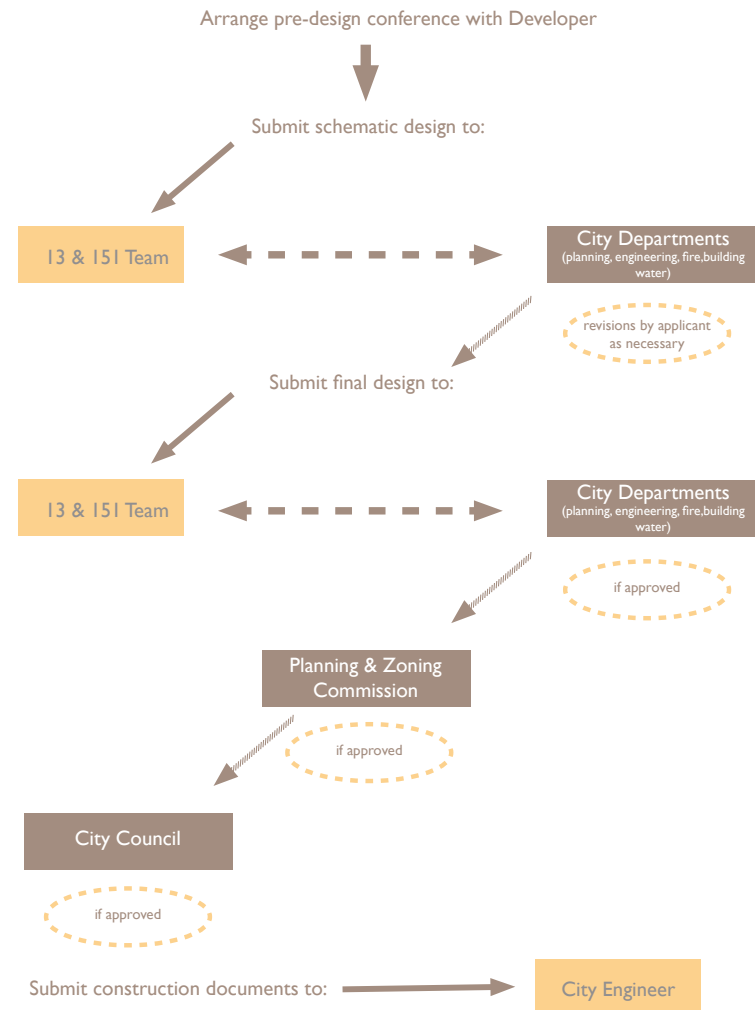 Arrange pre-design conference with Developer
Submit schematic design to:
13 & 151 Team
City Departments
(planning, engineering, fire,building
water)
revisions by applicant
as necessary
Submit final design to:
13 & 151 Team
City Departments
(planning, engineering, fire,building
water)
if approved
Planning & Zoning
Commission
if approved
City Council
if approved
Submit construction documents to:
City Engineer